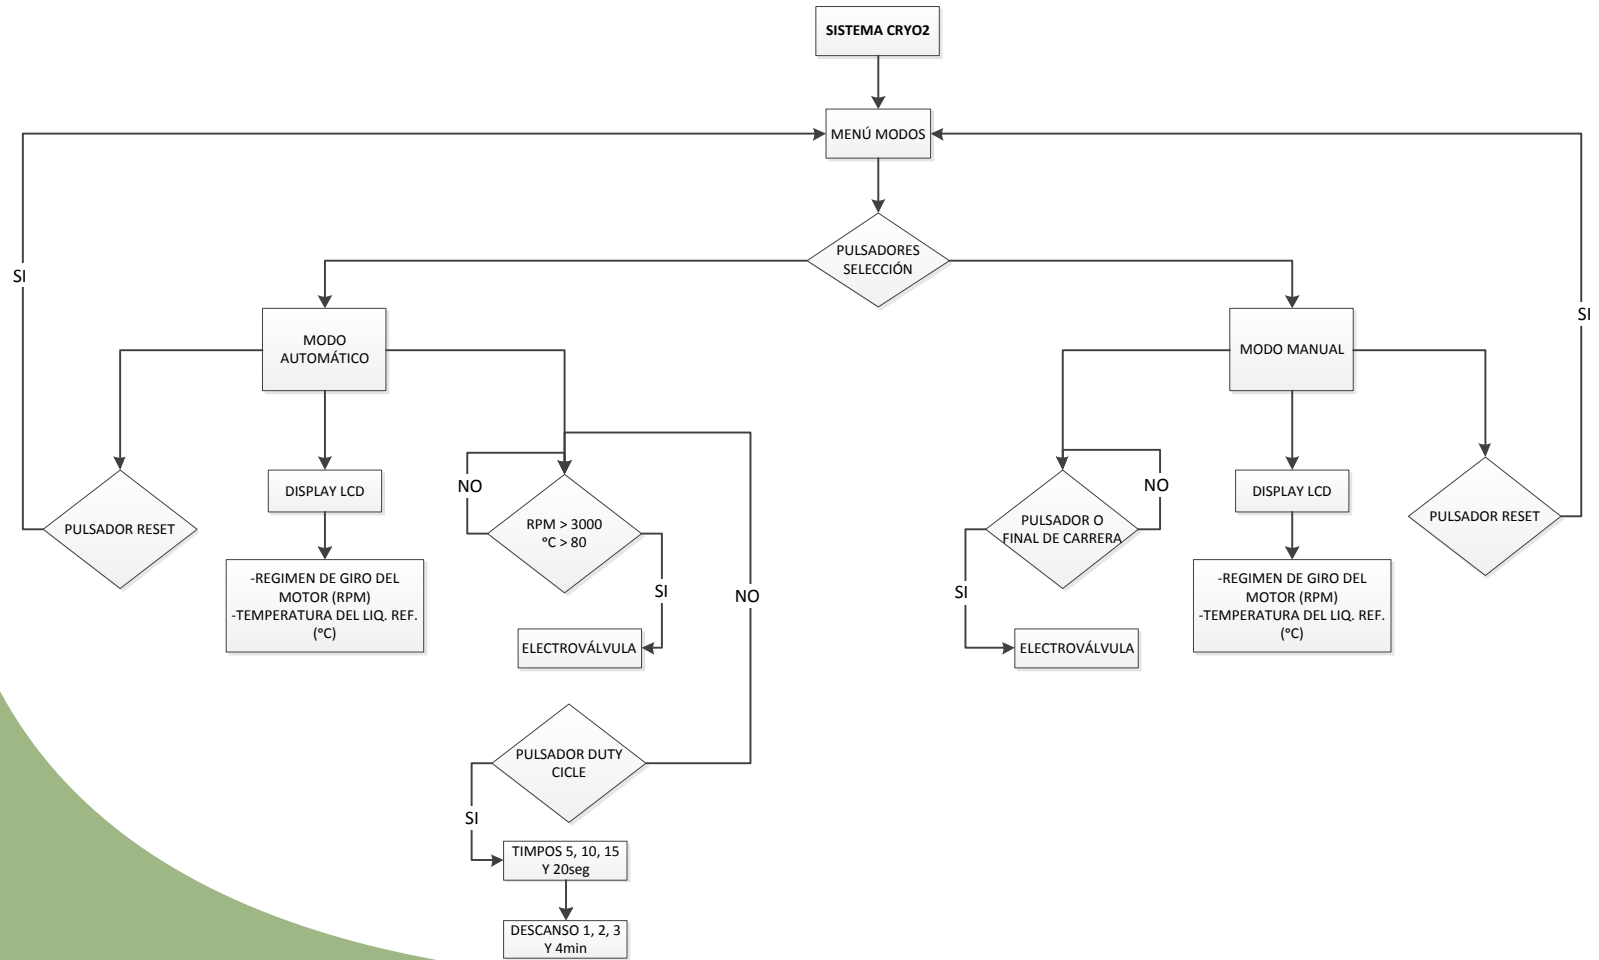 SISTEMA CRYO2
MENÚ MODOS
PULSADORES
SELECCIÓN
SI
SI
MODO
AUTOMÁTICO
MODO MANUAL
PULSADOR RESET
DISPLAY LCD
-REGIMEN DE GIRO DEL
MOTOR (RPM)
-TEMPERATURA DEL LIQ. REF.
(ºC)
NO
RPM > 3000
ºC > 80
SI
ELECTROVÁLVULA
NO
PULSADOR DUTY
CICLE
SI
TIMPOS 5, 10, 15
Y 20seg
DESCANSO 1, 2, 3
Y 4min
PULSADOR O
FINAL DE CARRERA
NO
SI
ELECTROVÁLVULA
DISPLAY LCD
-REGIMEN DE GIRO DEL
MOTOR (RPM)
-TEMPERATURA DEL LIQ. REF.
(ºC)
PULSADOR RESET